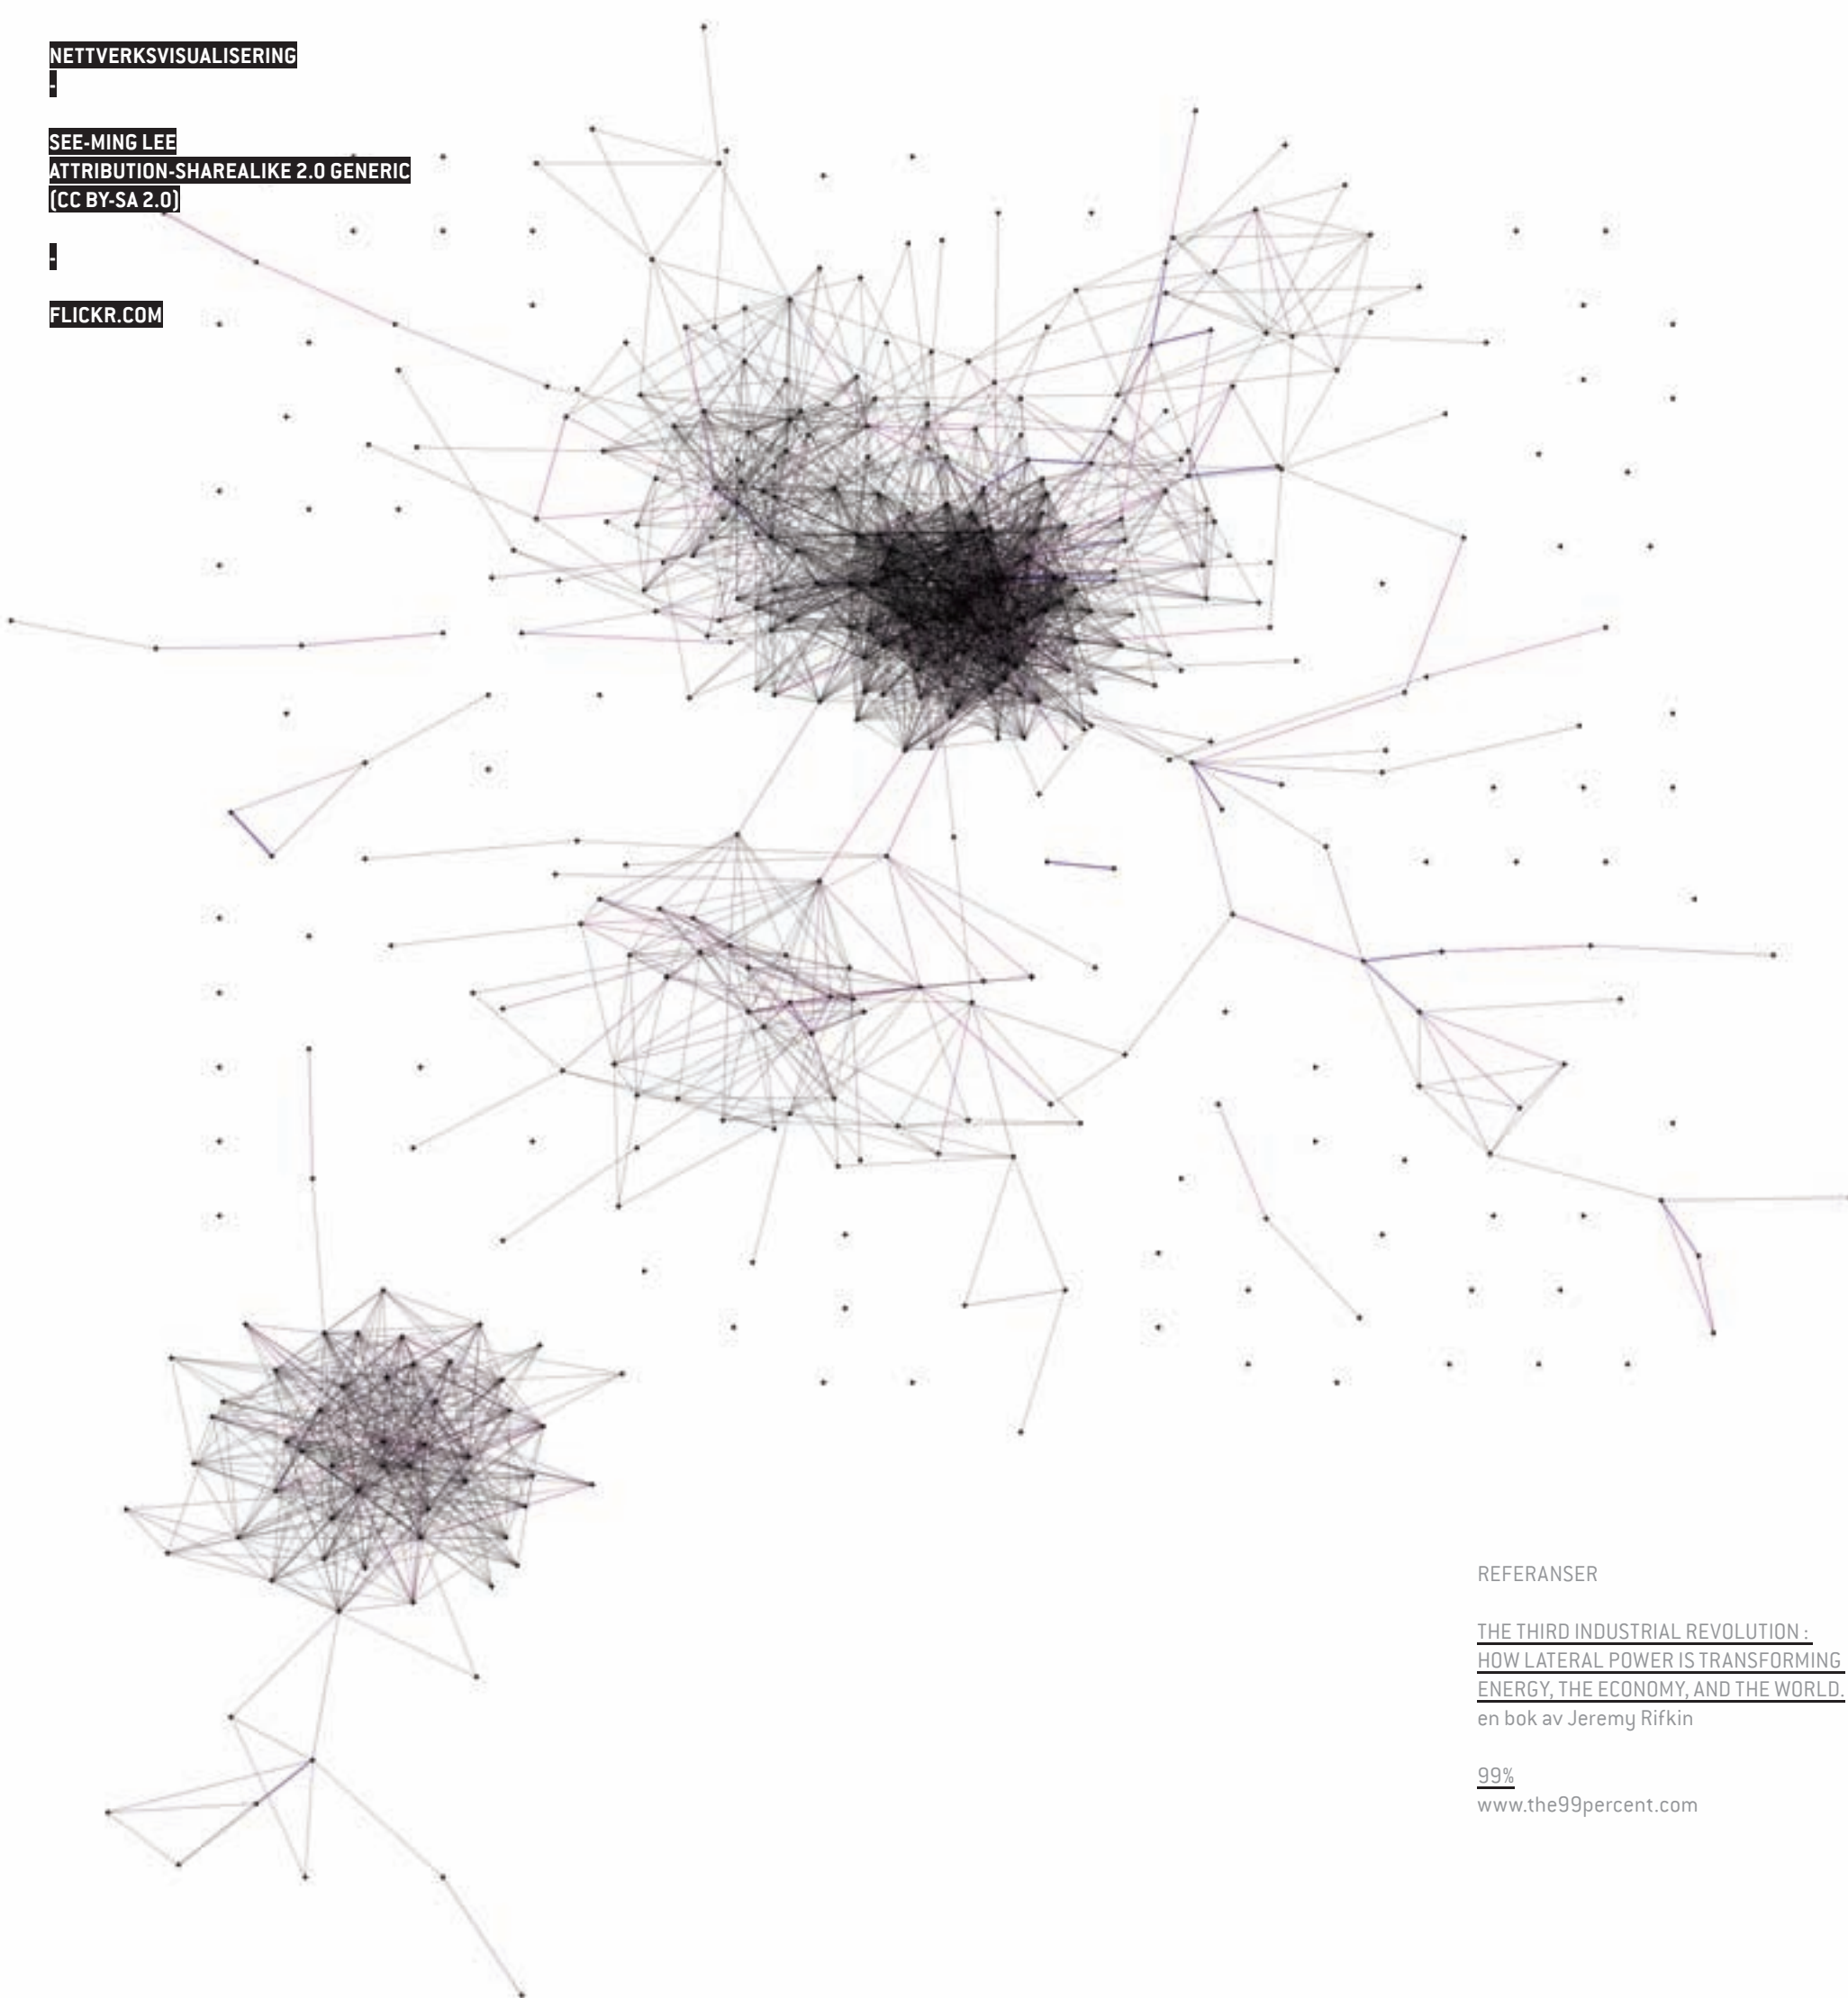 NETTVERKSVISUALISERING
-
SEE-MING LEE
ATTRIBUTION-SHAREALIKE 2.0 GENERIC
(CC BY-SA 2.0)
-
FLICKR.COM
REFERANSER
THE THIRD INDUSTRIAL REVOLUTION :
HOW LATERAL POWER IS TRANSFORMING
ENERGY, THE ECONOMY, AND THE WORLD.
en bok av Jeremy Rifkin
99%
www.the99percent.com